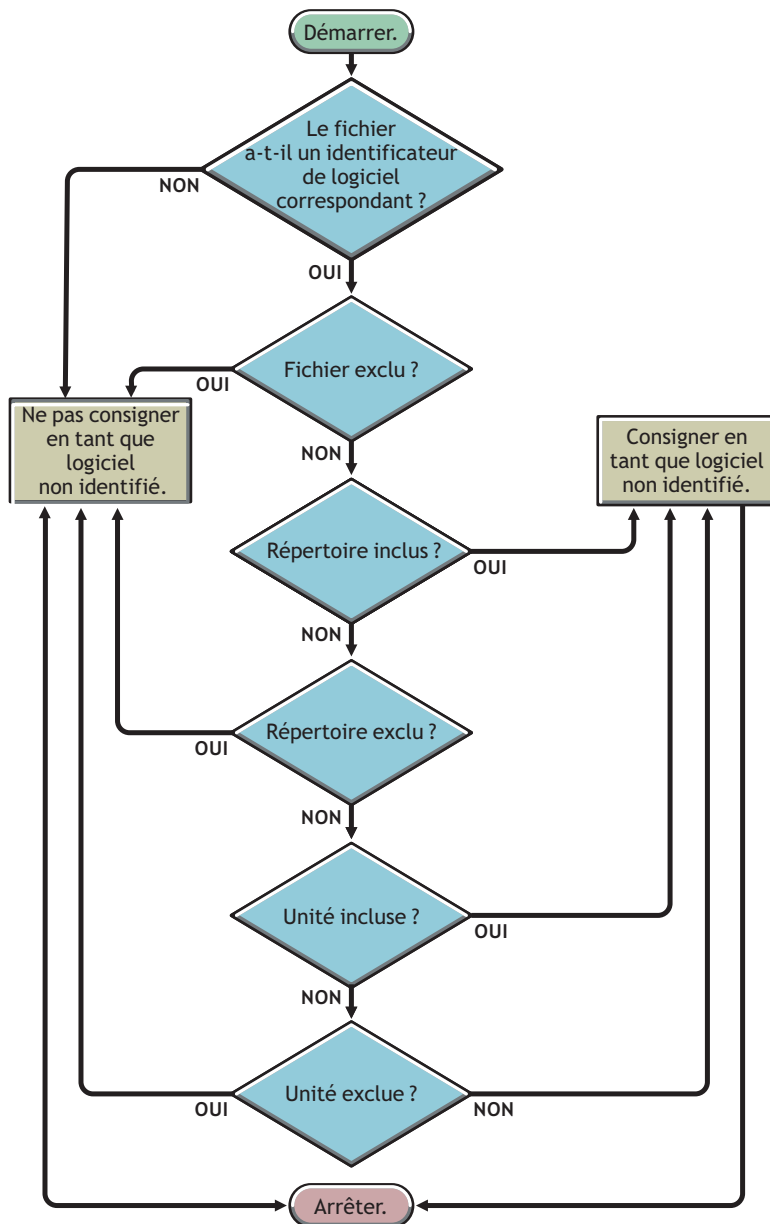 Démarrer.
Le fichier
a-t-il un identificateur
de logiciel
correspondant ?
NON
OUI
Fichier exclu ?
OUI
NON
Ne pas consigner
en tant que
logiciel
non identifié.
Consigner en
tant que logiciel
non identifié.
Répertoire inclus ?
OUI
NON
Répertoire exclu ?
OUI
NON
Unité incluse ?
OUI
NON
Unité exclue ?
OUI
NON
Arrêter.